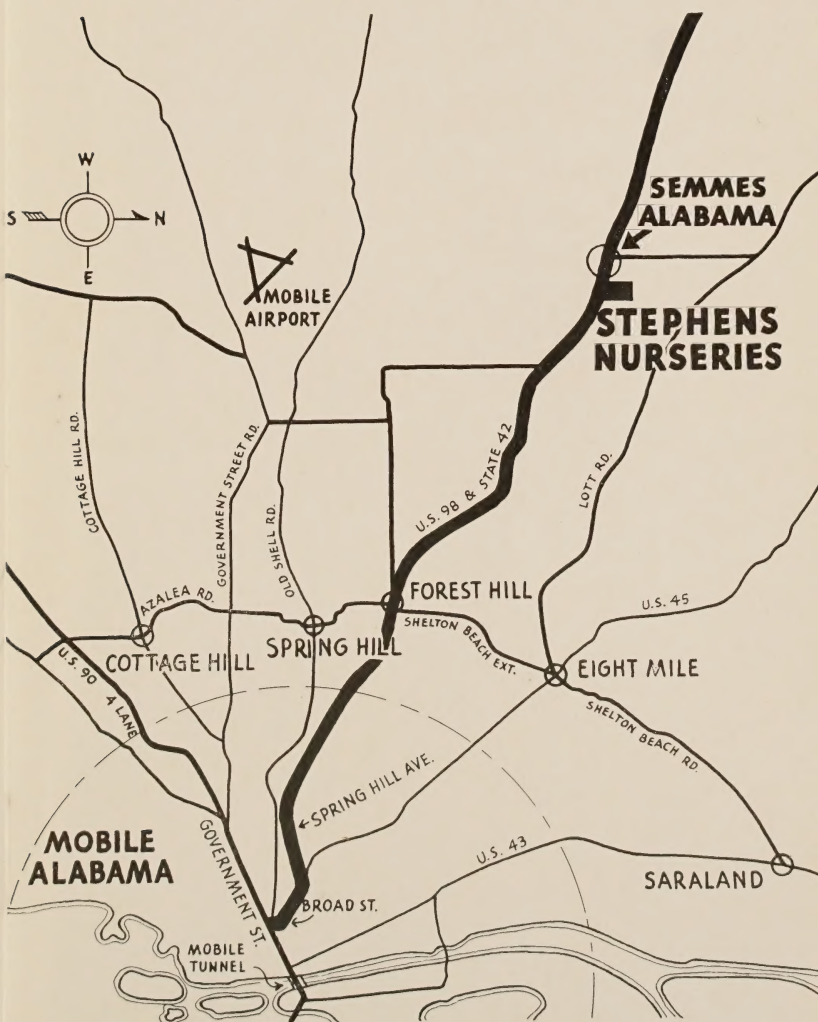 W
S N
E
SEMMES
ALABAMA
MOBILE
AIRPORT
STEPHENS
NURSERIES
COTTAGE HILL RD.
GOVERNMENT STREET RD.
OLD SHELL RD.
U.S. 98 & STATE 42
LOTT RD.
AZALEA RD.
FOREST HILL
U.S. 45
SHELTON BEACH EXT.
COTTAGE HILL
SPRING HILL
EIGHT MILE
U.S. 90 4 LANE
SHELTON BEACH RD.
SPRING HILL AVE.
MOBILE
ALABAMA
GOVERNMENT ST.
U.S. 43
SARALAND
BROAD ST.
MOBILE
TUNNEL